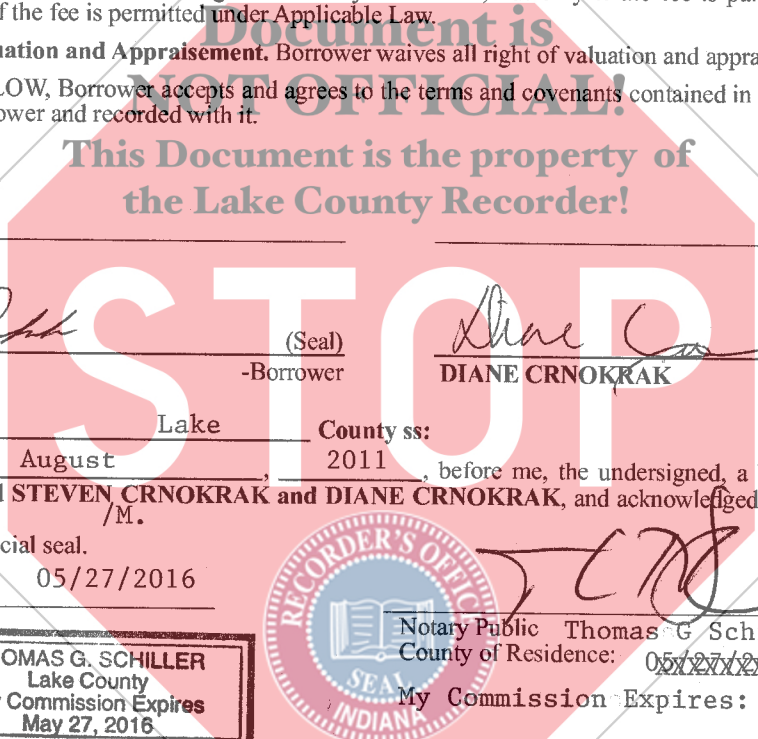 of the fee is permitted under Applicable Law.
Document is
uation and Appraisement. Borrower waives all right of valuation and appra
NOT OFFICIAL!
LOW, Borrower accepts and agrees to the terms and covenants contained in
ower and recorded with it.
This Document is the property of
the Lake County Recorder!
STOP
(Seal)
-Borrower
Diane
DIANE CRNOKRAK
Lake County ss:
August , 2011 , before me, the undersigned, a
STEVEN CRNOKRAK and DIANE CRNOKRAK, and acknowledged
/M.
cial seal.
05/27/2016
RECORDER'S OFFICE
SEAL
INDIANA
Notary Public Thomas G Sch
County of Residence:
My Commission Expires:
OMAS G. SCHILLER
Lake County
Commission Expires
May 27, 2016